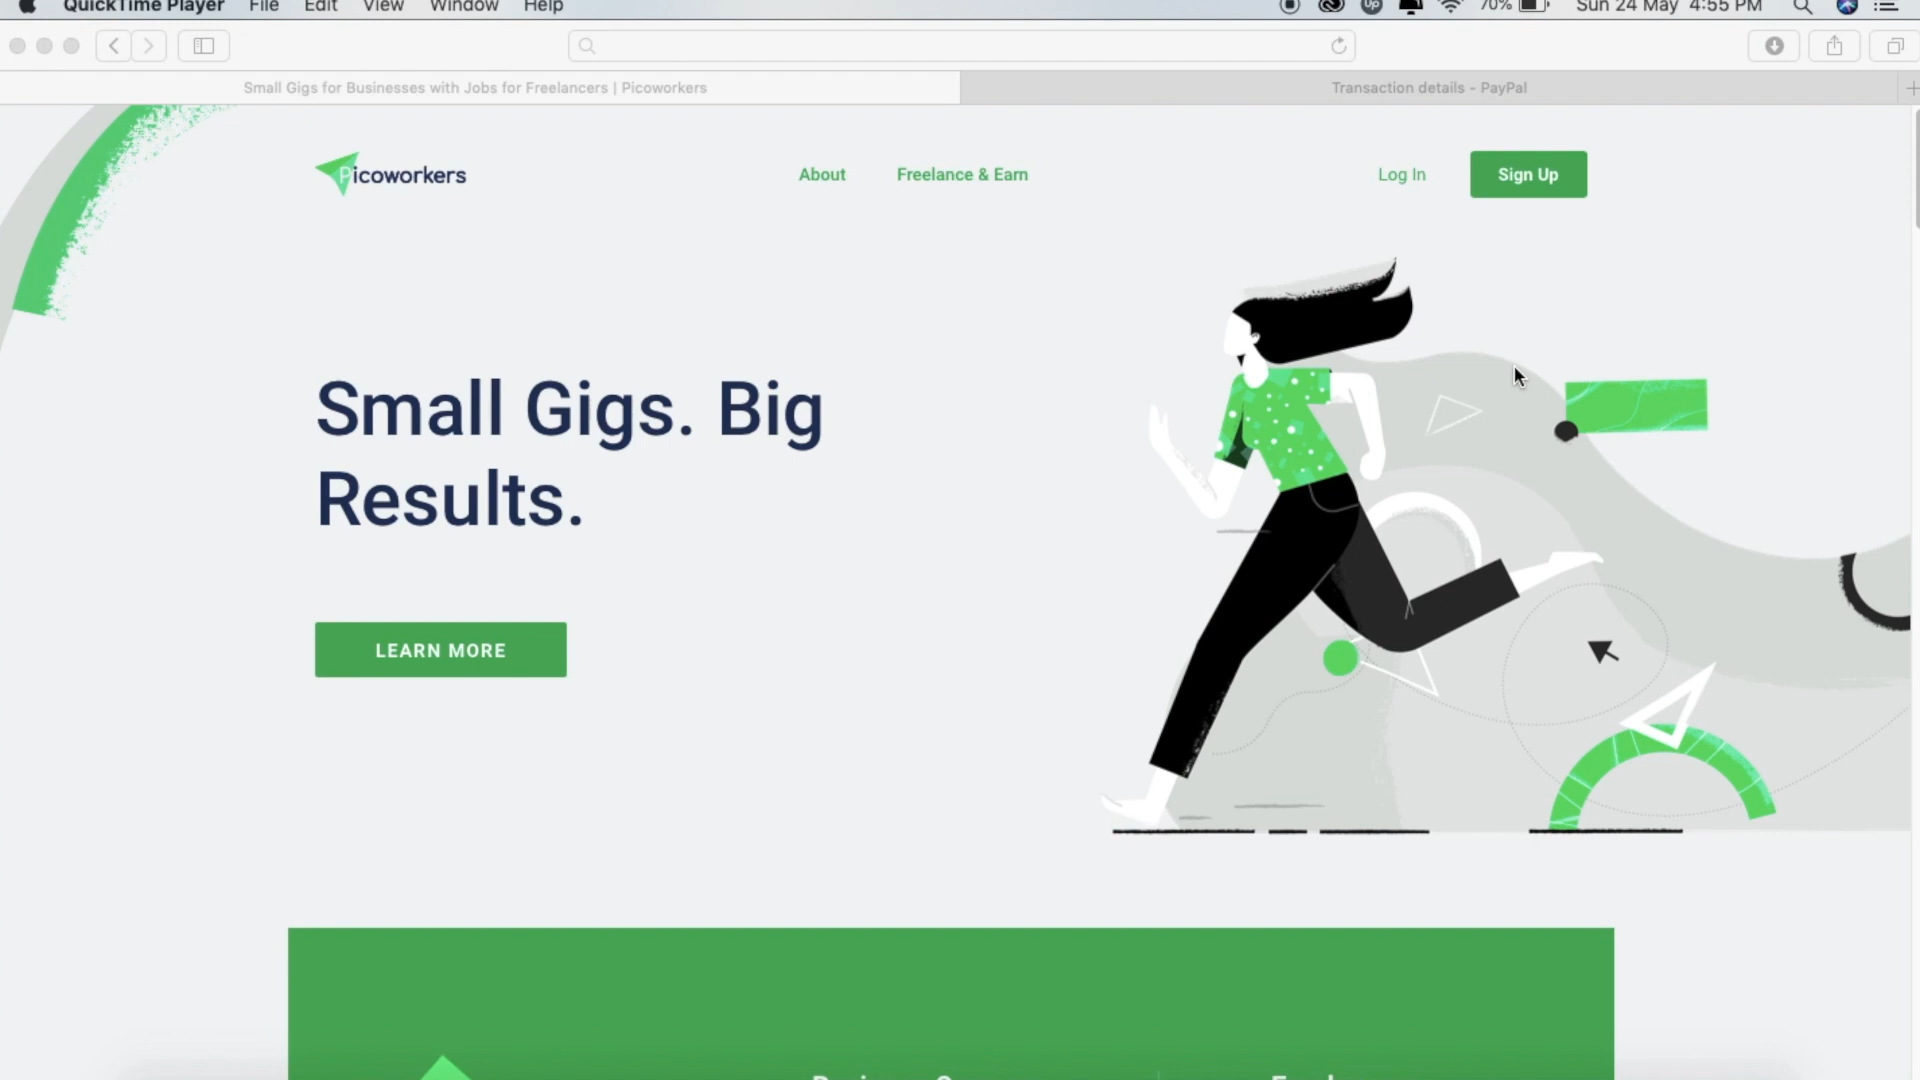 QuickTime Player File Edit View Window Help Up 70% Sun 24 May 4:55 PM
Small Gigs for Businesses with Jobs for Freelancers | Picoworkers
Transaction details - PayPal
Picoworkers
About
Freelance & Earn
Log In
Sign Up
Small Gigs. Big
Results.
LEARN MORE